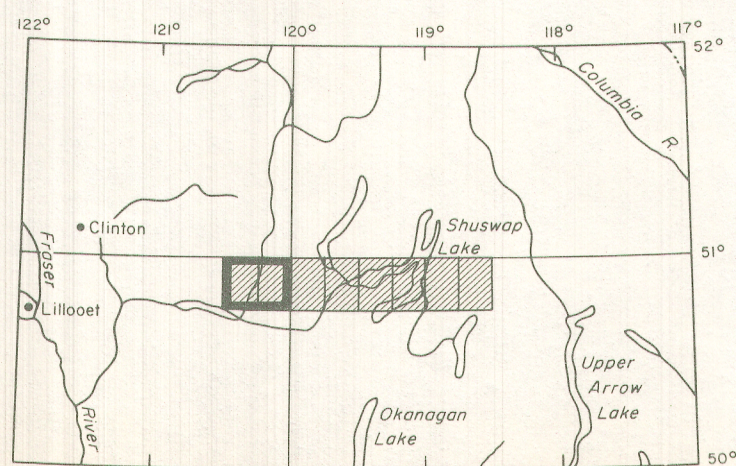 122°
121°
120°
119°
118°
117°
52°
Columbia
R.
Clinton
Shuswap
Lake
51°
Fraser
Lillooet
River
Upper
Arrow
Lake
Okanagan
Lake
50°